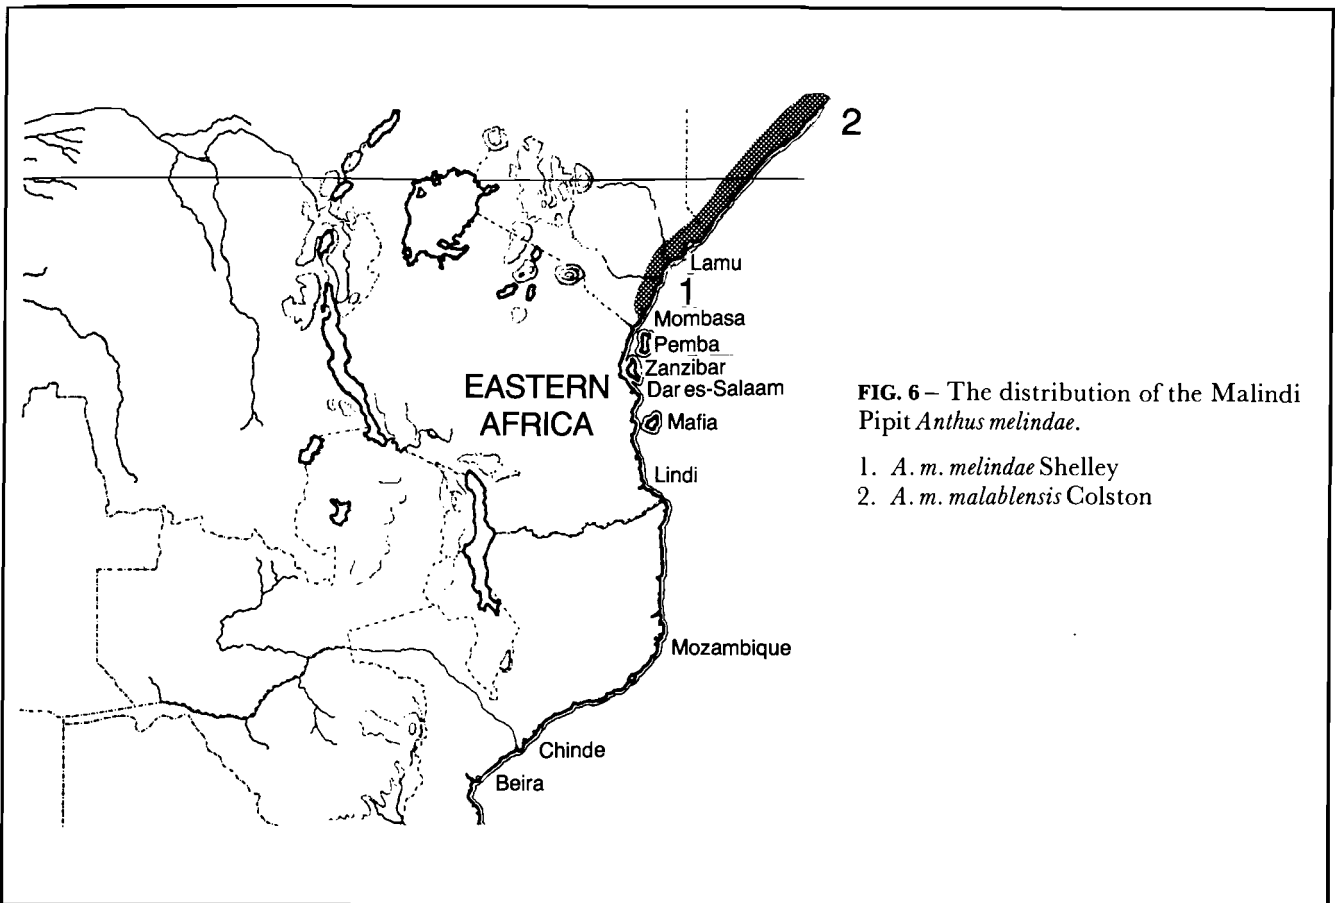 2
Lamu
1
Mombasa
Pemba
Zanzibar
Dar es-Salaam
Mafia
EASTERN
AFRICA
Lindi
Mozambique
Chinde
Beira
FIG. 6 – The distribution of the Malindi
Pipit Anthus melindae.
1. A. m. melindae Shelley
2. A. m. malablensis Colston